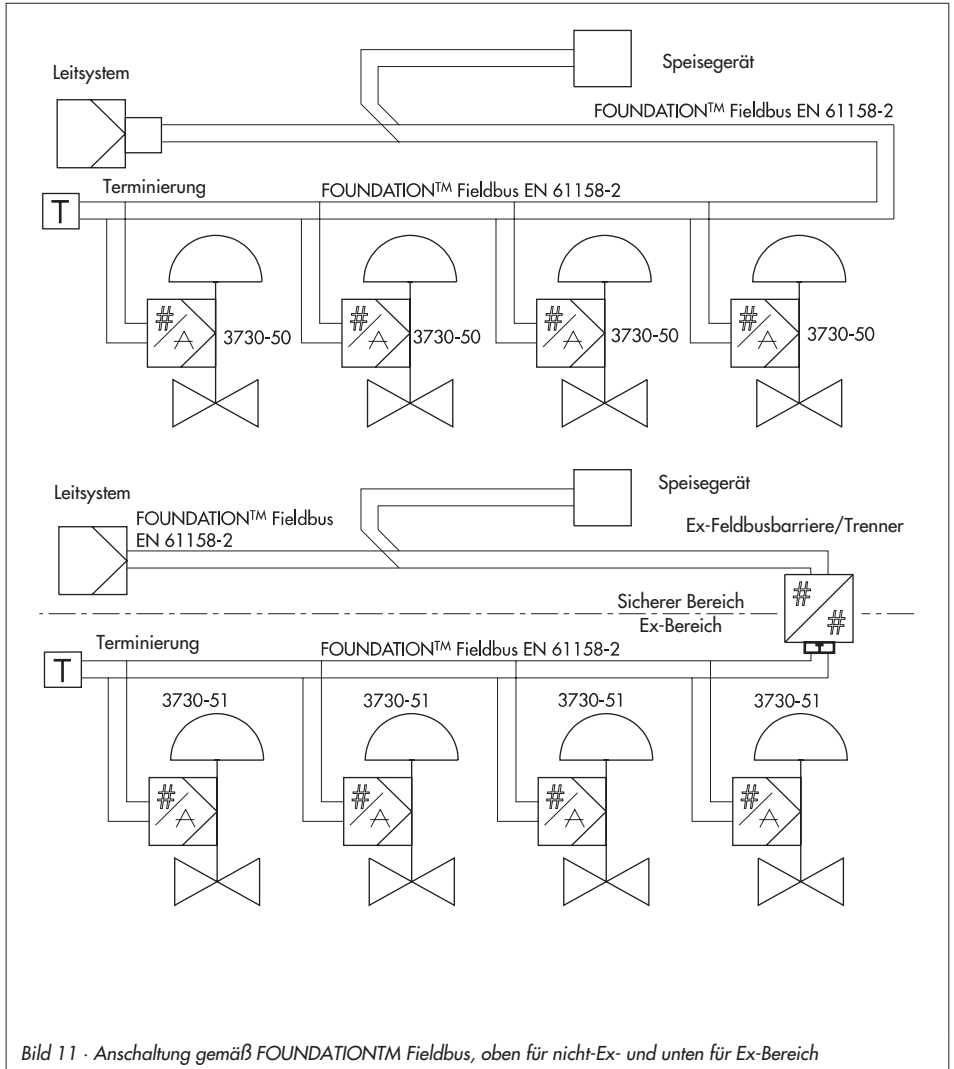 Leitsystem
Speisegerät
FOUNDATION™ Fieldbus EN 61158-2
Terminierung
FOUNDATION™ Fieldbus EN 61158-2
T
#/A
3730-50
#/A
3730-50
#/A
3730-50
#/A
3730-50
Leitsystem
Speisegerät
FOUNDATION™ Fieldbus
EN 61158-2
Ex-Feldbusbarriere/Trenner
#/#
Sicherer Bereich
Ex-Bereich
T
Terminierung
FOUNDATION™ Fieldbus EN 61158-2
T
3730-51
3730-51
3730-51
3730-51
#/A
#/A
#/A
#/A
Bild 11 · Anschaltung gemäß FOUNDATIONTM Fieldbus, oben für nicht-Ex- und unten für Ex-Bereich